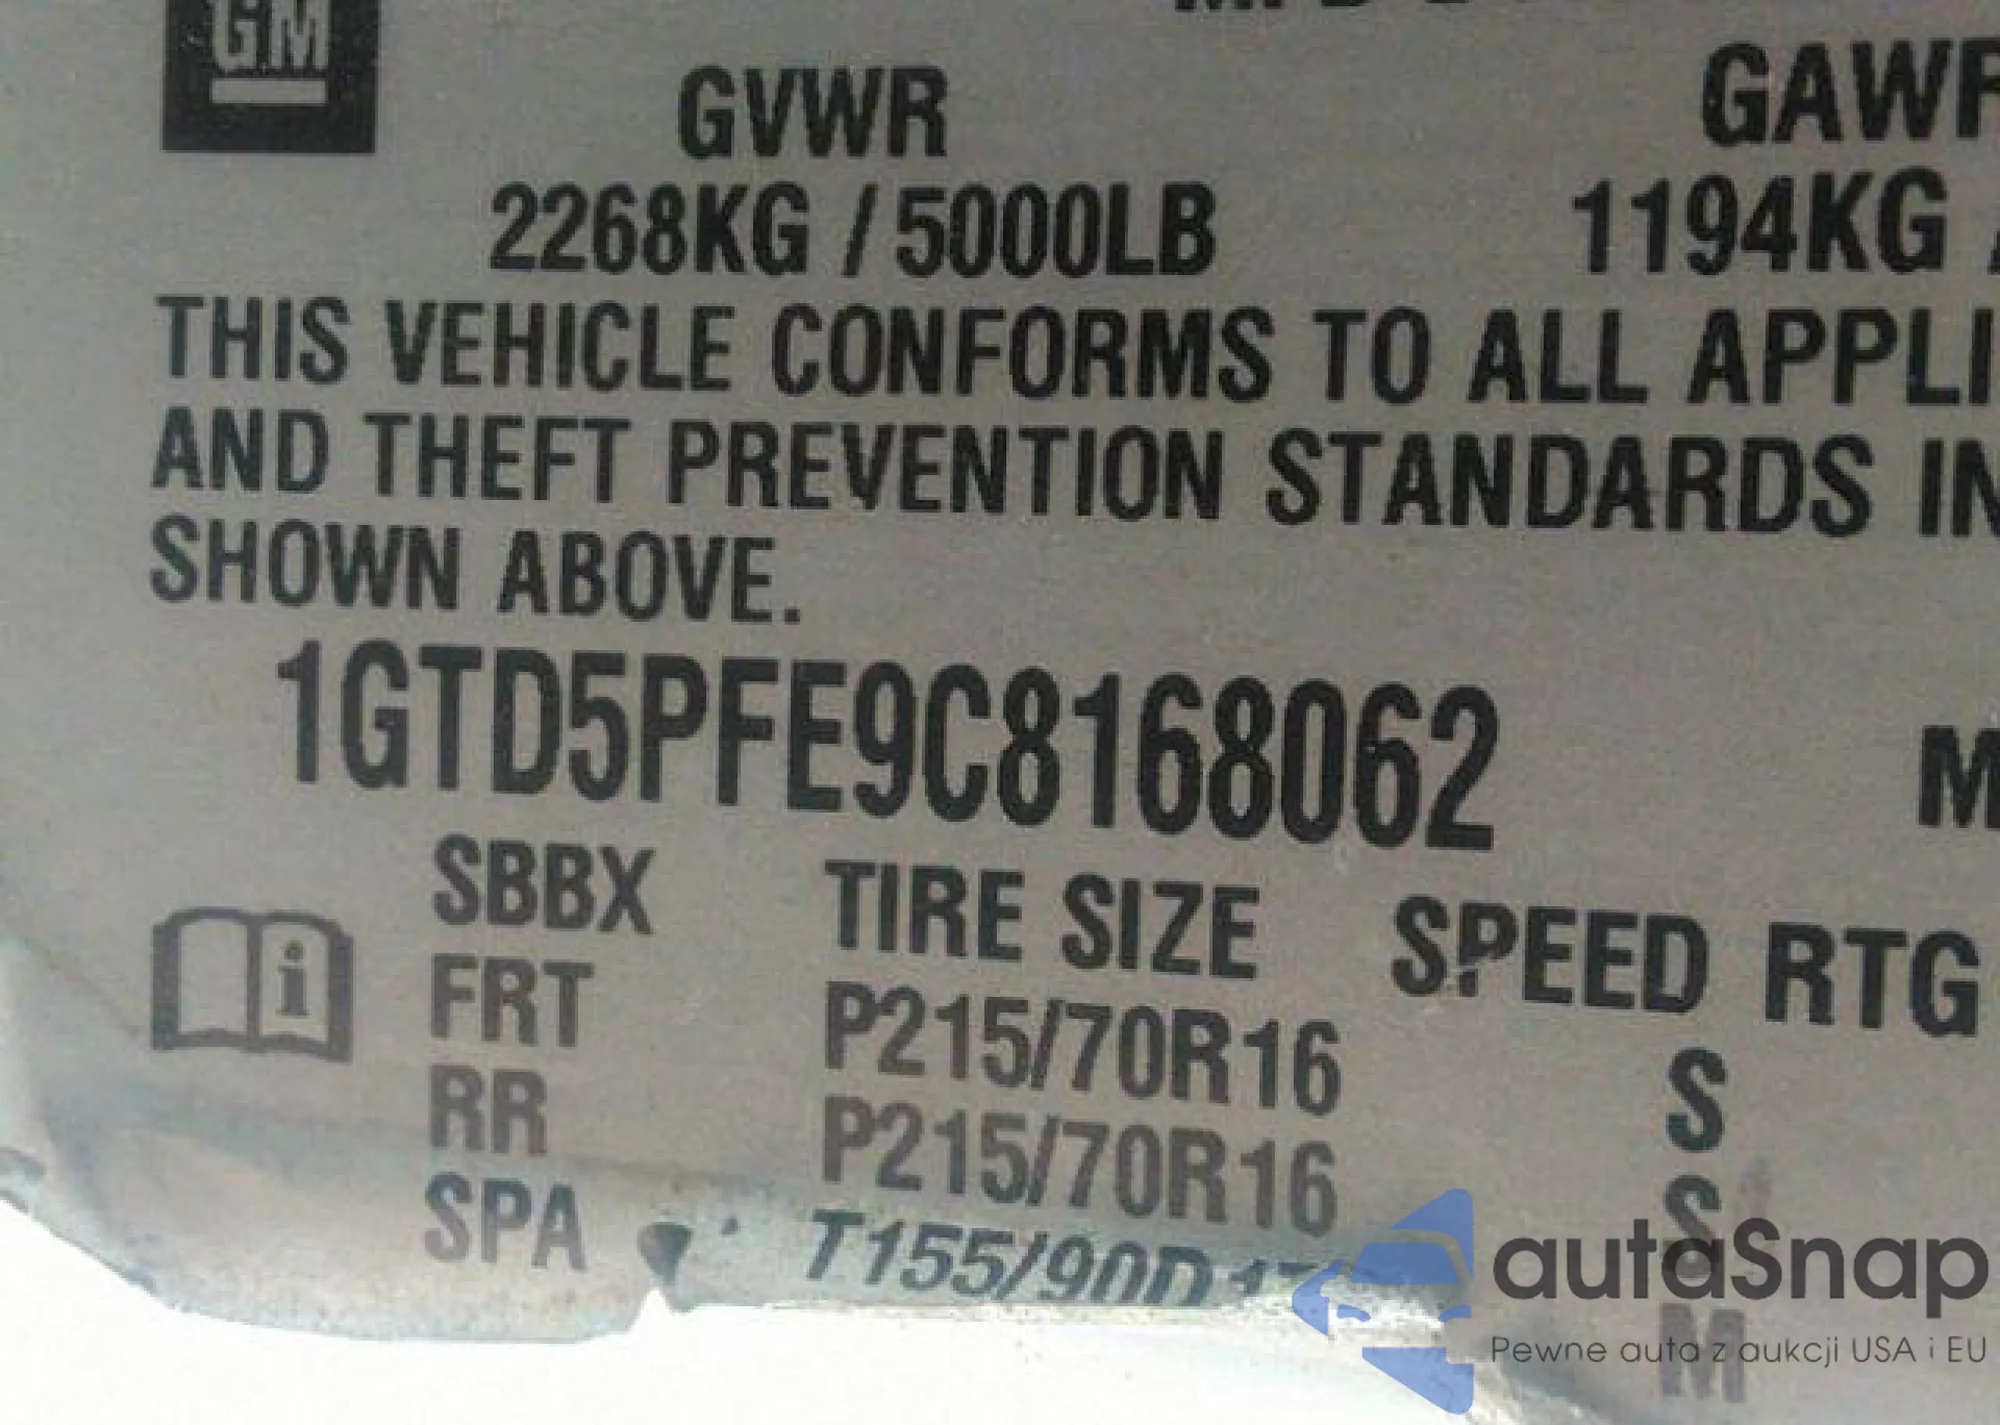 GM
GVWR GAWR
2268KG / 5000LB 1194KG /
THIS VEHICLE CONFORMS TO ALL APPLI
AND THEFT PREVENTION STANDARDS IN
SHOWN ABOVE.
1GTD5PFE9C8168062 M
SBBX TIRE SIZE SPEED RTG
i FRT P215/70R16 S
RR P215/70R16 S
SPA T155/90D M
autaSnap
Pewne auta z aukcji USA i EU